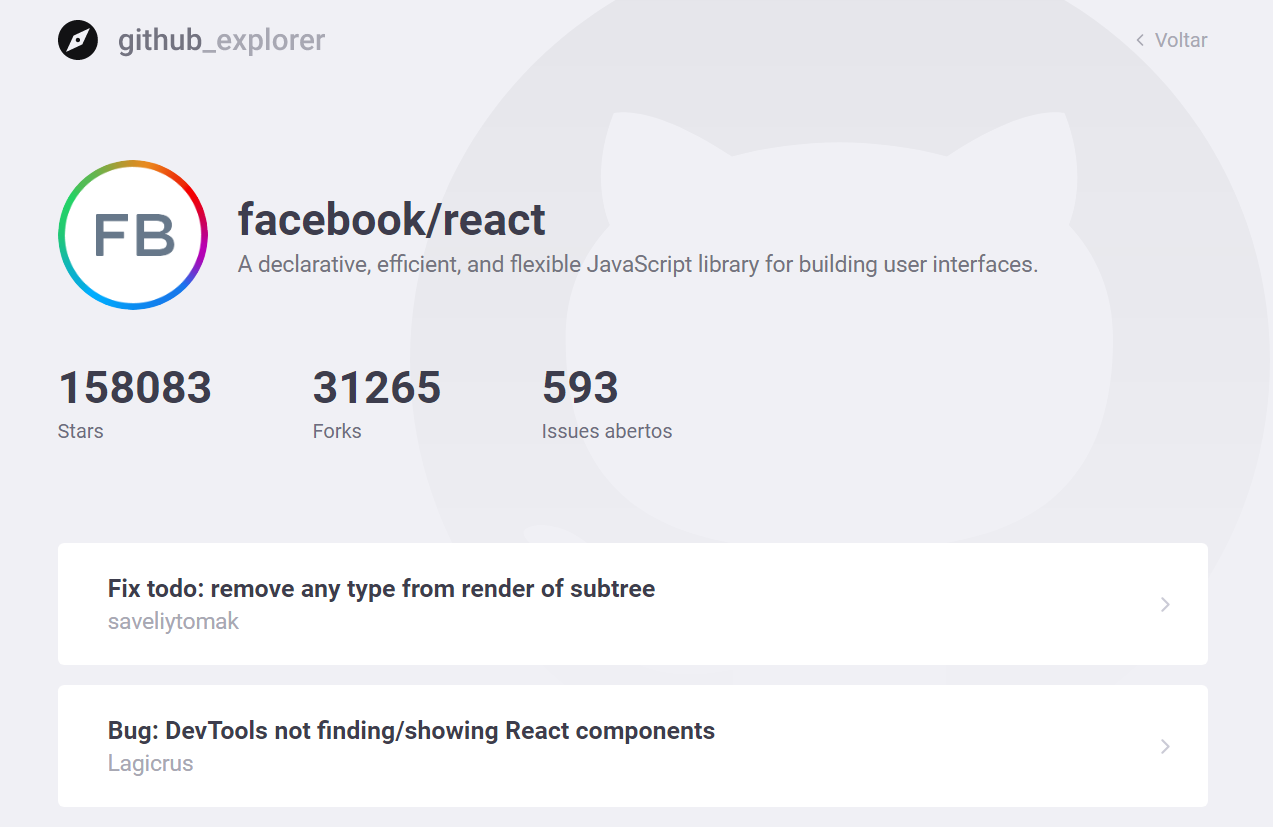 github_explorer
Voltar
FB
facebook/react
A declarative, efficient, and flexible JavaScript library for building user interfaces.
158083 31265 593
Stars Forks Issues abertos
Fix todo: remove any type from render of subtree
saveliytomak
Bug: DevTools not finding/showing React components
Lagicrus